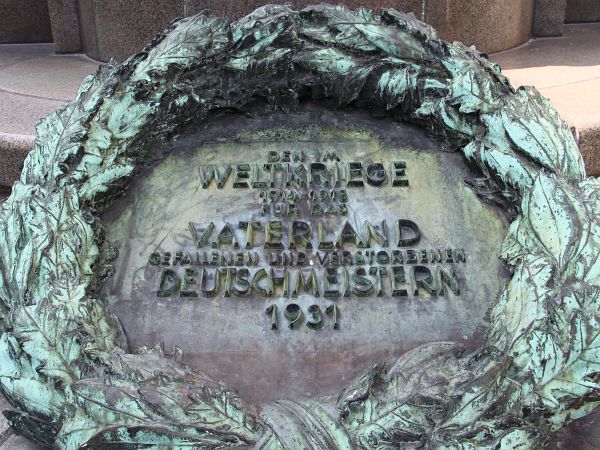 DEN IM
WELTKRIEGE
1914-1918
FÜR DAS
VATERLAND
GEFALLENEN UND VERSTORBENEN
DEUTSCHMEISTERN
1931